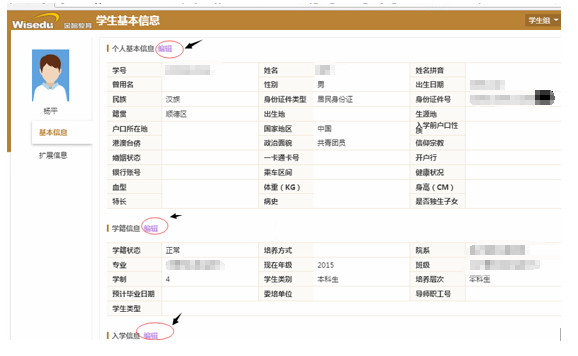 Wisedu 金智教育 学生基本信息 学生组
个人基本信息 编辑
学号 姓名 姓名拼音
曾用名 性别 男 出生日期
民族 汉族 身份证件类型 居民身份证 身份证件号
籍贯 顺德区 出生地 生源地
户口所在地 国家地区 中国 入学前户口性质
港澳台侨 政治面貌 共青团员 信仰宗教
婚姻状态 一卡通卡号 开户行
银行账号 乘车区间 健康状况
血型 体重（KG） 身高（CM）
特长 病史 是否独生子女
杨平
基本信息
扩展信息
学籍信息 编辑
学籍状态 正常 培养方式 院系
专业 现在年级 2015 班级
学制 4 学生类别 本科生 培养层次 本科生
预计毕业日期 委培单位 导师职工号
学生类型
入学信息 编辑